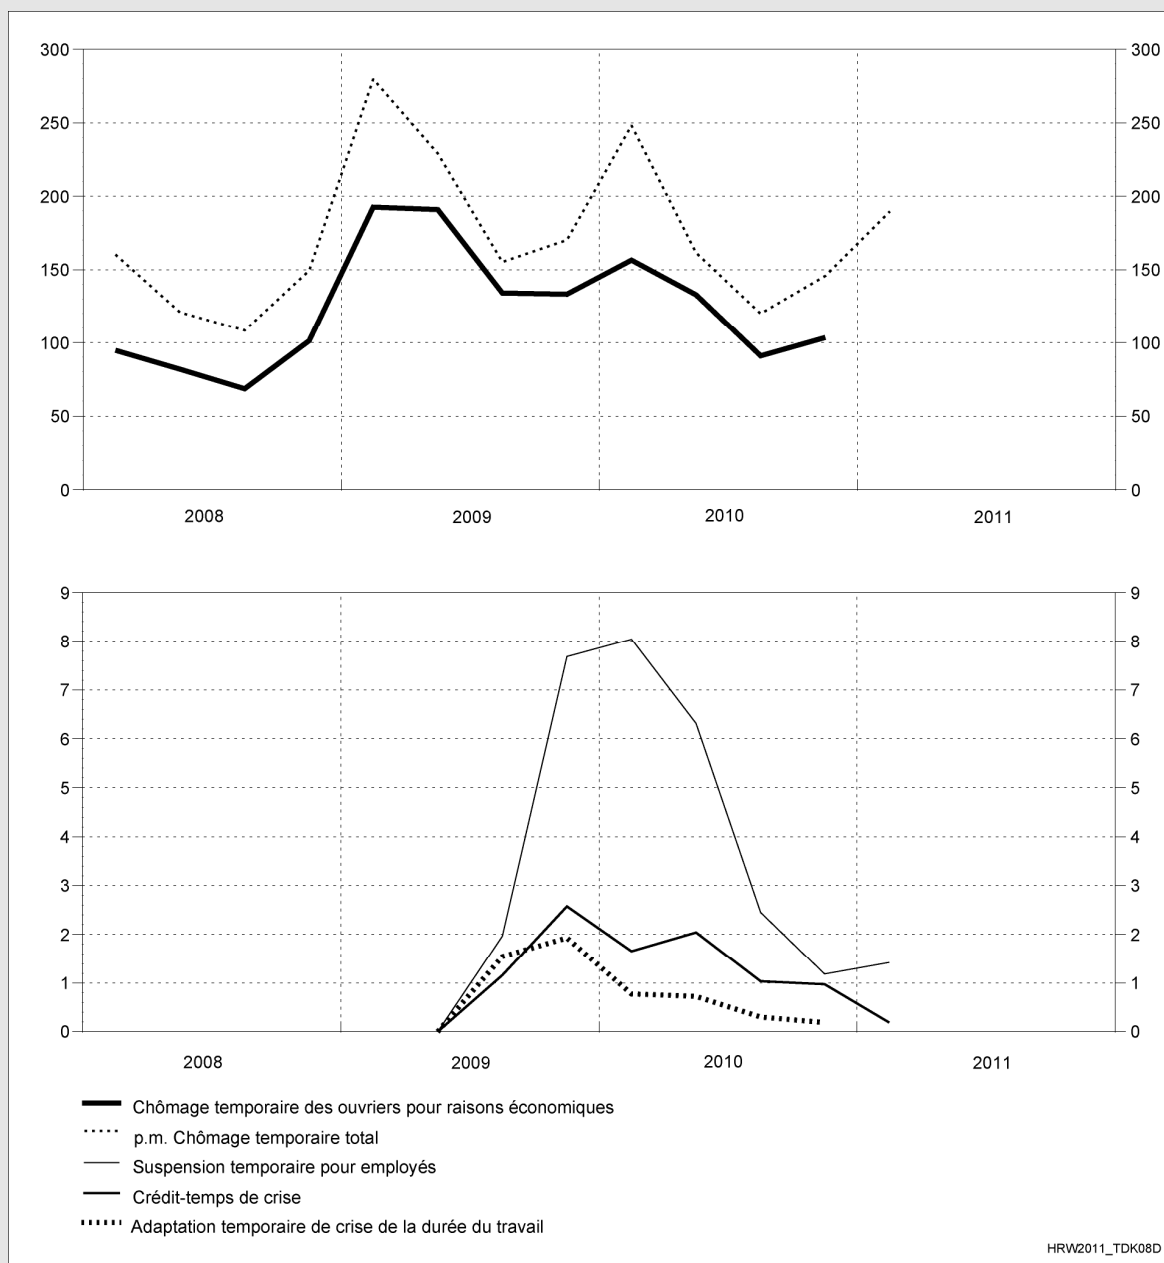 300 300
250 250
200 200
150 150
100 100
50 50
0 0
2008 2009 2010 2011
9 9
8 8
7 7
6 6
5 5
4 4
3 3
2 2
1 1
0 0
2008 2009 2010 2011
Chômage temporaire des ouvriers pour raisons économiques
p.m. Chômage temporaire total
Suspension temporaire pour employés
Crédit-temps de crise
Adaptation temporaire de crise de la durée du travail
HRW2011_TDK08D